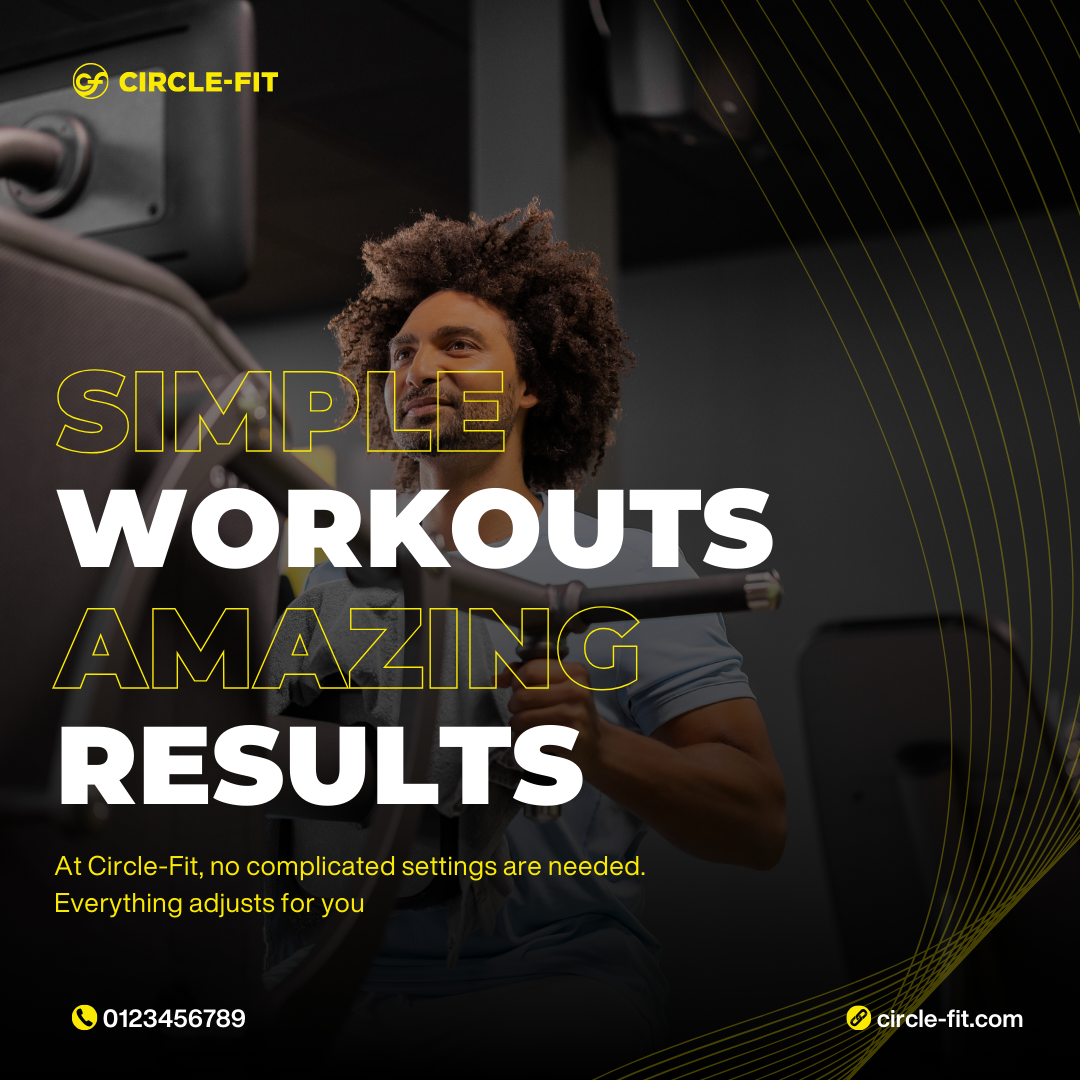 CIRCLE-FIT
SIMPLE
WORKOUTS
AMAZING
RESULTS
At Circle-Fit, no complicated settings are needed.
Everything adjusts for you
0123456789
circle-fit.com